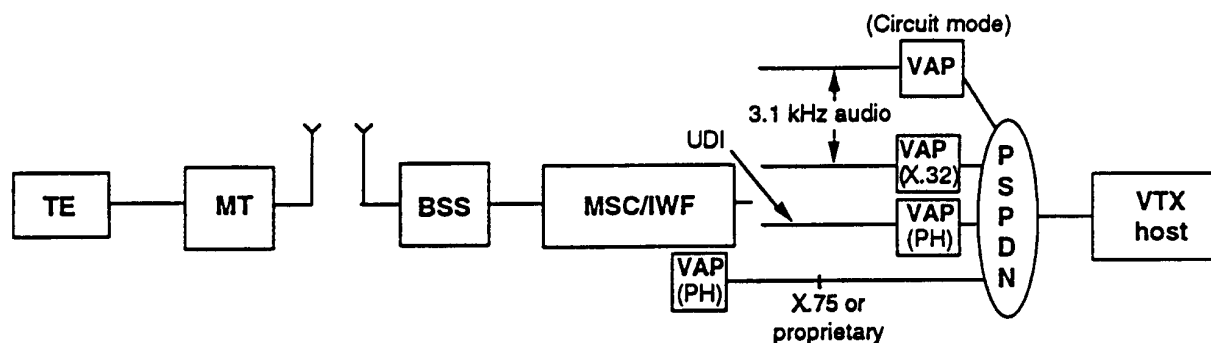 (Circuit mode)
VAP
3.1 kHz audio
UDI
VAP
(X.32)
TE
MT
BSS
MSC/IWF
VAP
(PH)
PSPDN
VTX
host
VAP
(PH)
X.75 or
proprietary